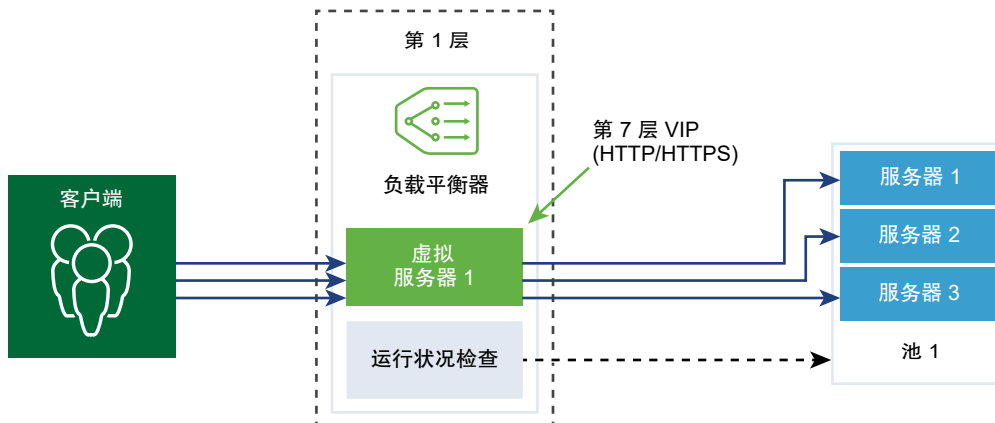 第 1 层
负载平衡器
第 7 层 VIP
(HTTP/HTTPS)
客户端
虚拟
服务器 1
运行状况检查
服务器 1
服务器 2
服务器 3
池 1